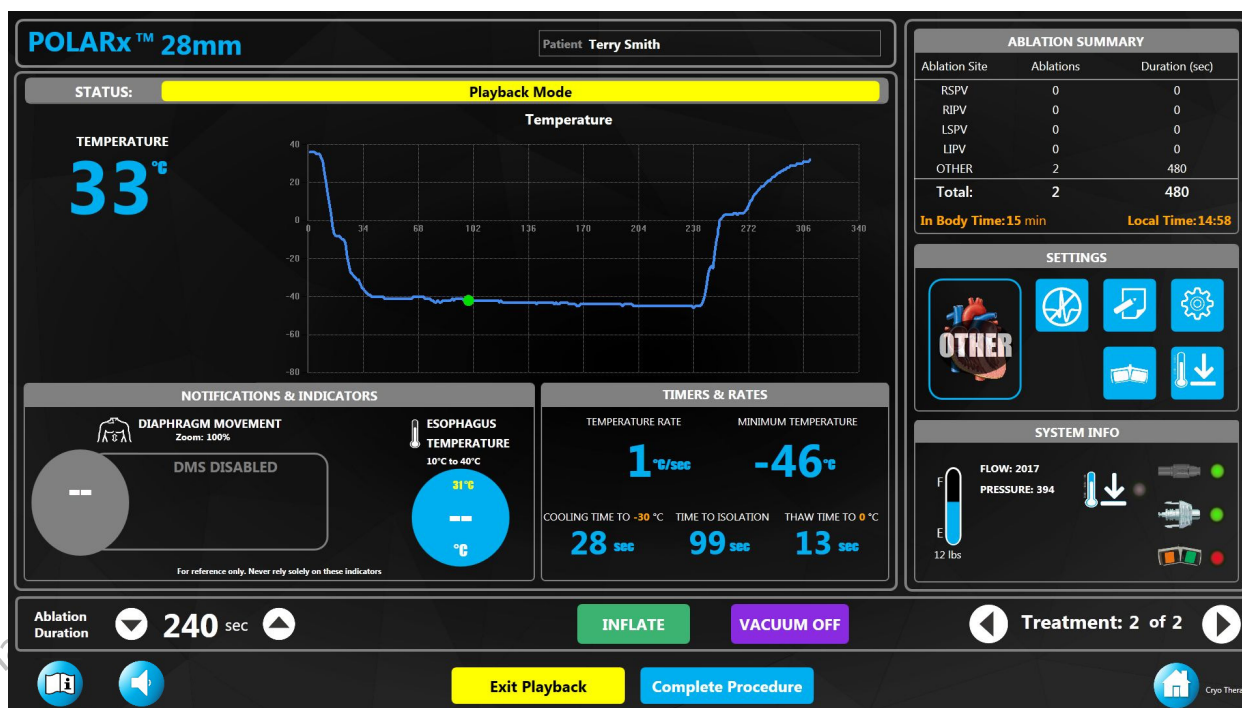 POLARx™ 28mm
Patient Terry Smith
STATUS:
Playback Mode
TEMPERATURE
33°C
Temperature
40
20
0
0 34 68 102 136 170 204 238 272 306 340
-20
-40
-60
-80
NOTIFICATIONS & INDICATORS
DIAPHRAGM MOVEMENT
Zoom: 100%
DMS DISABLED
--
ESOPHAGUS
TEMPERATURE
10°C to 40°C
31°C
--
°C
For reference only. Never rely solely on these indicators
TIMERS & RATES
TEMPERATURE RATE MINIMUM TEMPERATURE
1°C/sec -46°C
COOLING TIME TO -30 °C TIME TO ISOLATION THAW TIME TO 0 °C
28 sec 99 sec 13 sec
ABLATION SUMMARY
Ablation Site Ablations Duration (sec)
RSPV 0 0
RIPV 0 0
LSPV 0 0
LIPV 0 0
OTHER 2 480
Total: 2 480
In Body Time:15 min Local Time:14:58
SETTINGS
OTHER
SYSTEM INFO
F
E
12 lbs
FLOW: 2017
PRESSURE: 394
Ablation
Duration
240 sec
INFLATE
VACUUM OFF
Treatment: 2 of 2
Exit Playback
Complete Procedure
Cryo Thera